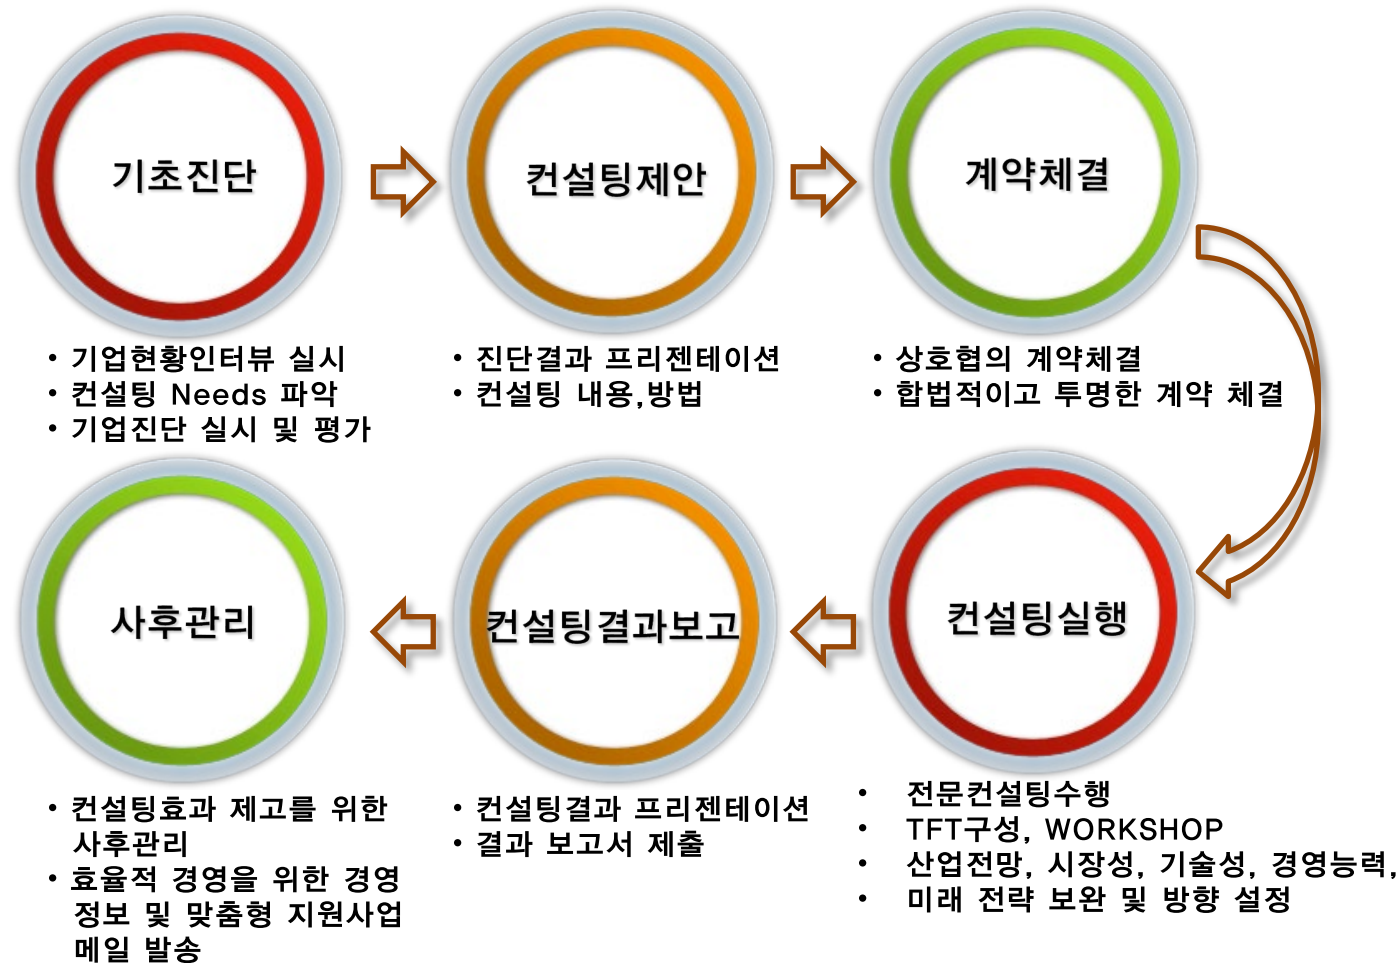 기초진단
컨설팅제안
계약체결
• 기업현황인터뷰 실시
• 컨설팅 Needs 파악
• 기업진단 실시 및 평가
• 진단결과 프리젠테이션
• 컨설팅 내용,방법
• 상호협의 계약체결
• 합법적이고 투명한 계약 체결
컨설팅실행
컨설팅결과보고
사후관리
• 전문컨설팅수행
• TFT구성, WORKSHOP
• 산업전망, 시장성, 기술성, 경영능력,
• 미래 전략 보완 및 방향 설정
• 컨설팅결과 프리젠테이션
• 결과 보고서 제출
• 컨설팅효과 제고를 위한
사후관리
• 효율적 경영을 위한 경영
정보 및 맞춤형 지원사업
메일 발송